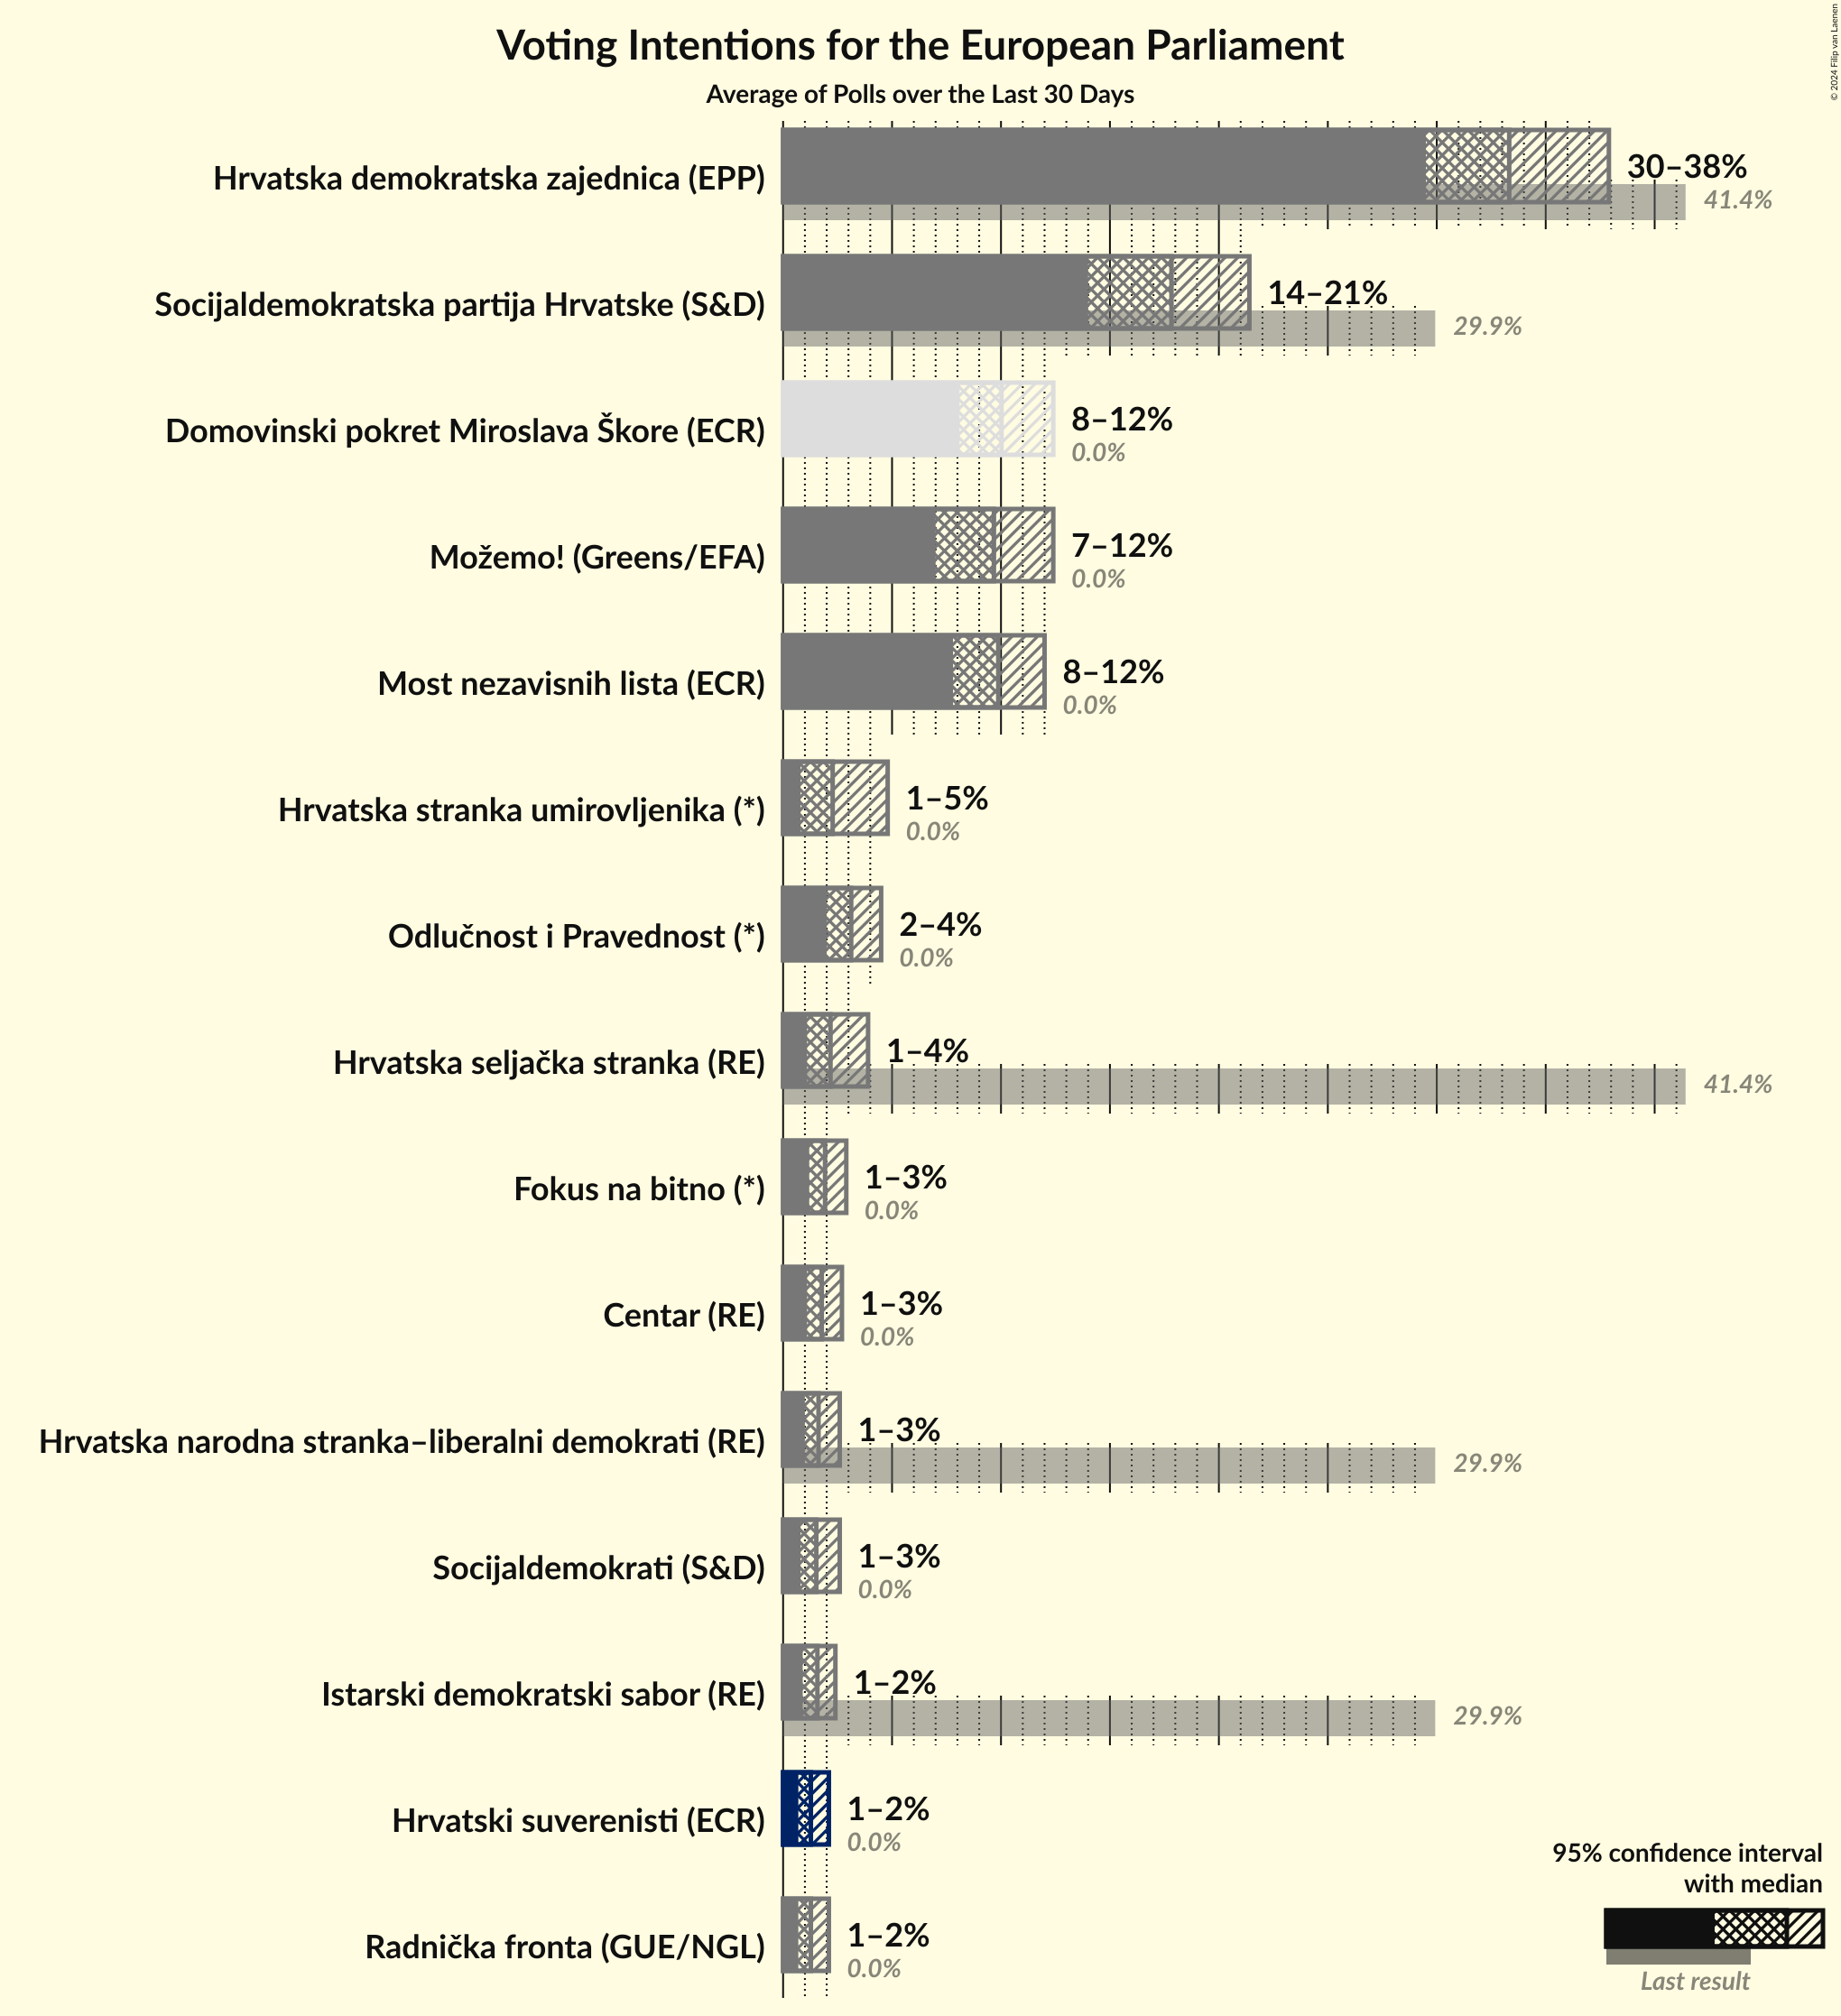 Voting Intentions for the European Parliament
Average of Polls over the Last 30 Days
© 2024 Filip van Laenen
Hrvatska demokratska zajednica (EPP)
30–38%
41.4%
Socijaldemokratska partija Hrvatske (S&D)
14–21%
29.9%
Domovinski pokret Miroslava Škore (ECR)
8–12%
0.0%
Možemo! (Greens/EFA)
7–12%
0.0%
Most nezavisnih lista (ECR)
8–12%
0.0%
Hrvatska stranka umirovljenika (*)
1–5%
0.0%
Odlučnost i Pravednost (*)
2–4%
0.0%
Hrvatska seljačka stranka (RE)
1–4%
41.4%
Fokus na bitno (*)
1–3%
0.0%
Centar (RE)
1–3%
0.0%
Hrvatska narodna stranka–liberalni demokrati (RE)
1–3%
29.9%
Socijaldemokrati (S&D)
1–3%
0.0%
Istarski demokratski sabor (RE)
1–2%
29.9%
Hrvatski suverenisti (ECR)
1–2%
0.0%
Radnička fronta (GUE/NGL)
1–2%
0.0%
95% confidence interval
with median
Last result